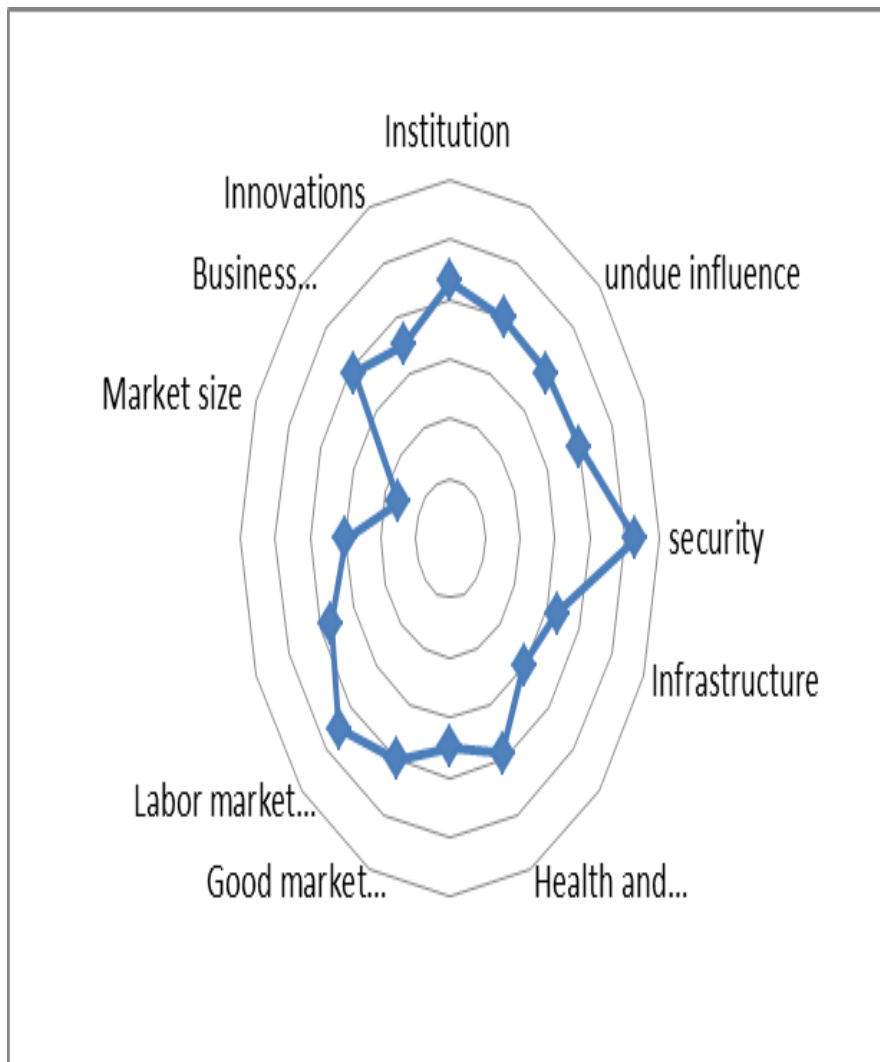 Institution
Innovations
Business...
undue influence
Market size
security
Infrastructure
Labor market...
Good market...
Health and...